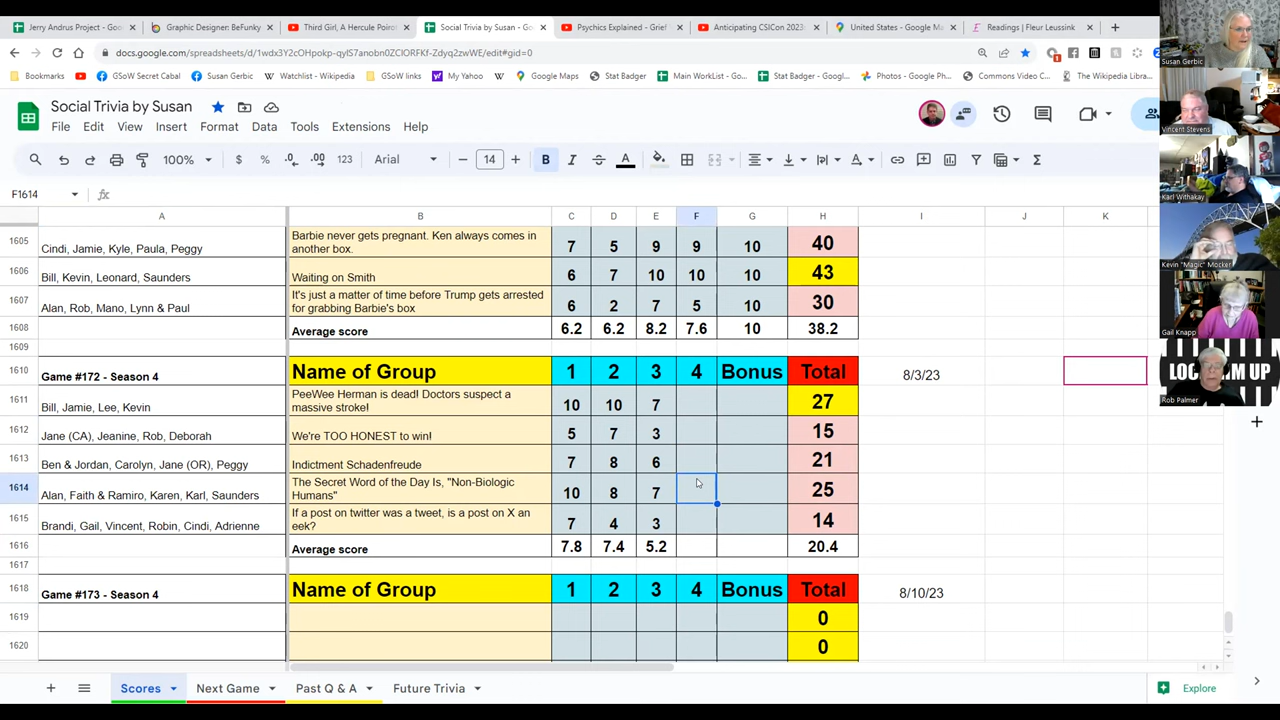 Jerry Andrus Project - Goo
Graphic Designer: BeFunky
Third Girl, A Hercule Poirot
Social Trivia by Susan - Goo
Psychics Explained - Grief
Anticipating CSICon 2023
United States - Google Ma
Readings | Fleur Leussink
Bookmarks
GSoW Secret Cabal
Susan Gerbic
Watchlist - Wikipedia
GSoW links
My Yahoo
Google Maps
Stat Badger
Main WorkList - G
Stat Badger - Googl
Photos - Google Ph
Commons Video C
The Wikipedia Libra
Social Trivia by Susan
File Edit View Insert Format Data Tools Extensions Help
100% $ % .0 .00 123 Arial 14 B I A
F1614 fx
A B C D E F G H I J K
1605 Cindi, Jamie, Kyle, Paula, Peggy Barbie never gets pregnant. Ken always comes in
another box. 7 5 9 9 10 40
1606 Bill, Kevin, Leonard, Saunders Waiting on Smith 6 7 10 10 10 43
1607 Alan, Rob, Mano, Lynn & Paul It's just a matter of time before Trump gets arrested
for grabbing Barbie's box 6 2 7 5 10 30
1608 Average score 6.2 6.2 8.2 7.6 10 38.2
1609
1610 Game #172 - Season 4 Name of Group 1 2 3 4 Bonus Total 8/3/23
1611 Bill, Jamie, Lee, Kevin PeeWee Herman is dead! Doctors suspect a
massive stroke! 10 10 7 27
1612 Jane (CA), Jeanine, Rob, Deborah We're TOO HONEST to win! 5 7 3 15
1613 Ben & Jordan, Carolyn, Jane (OR), Peggy Indictment Schadenfreude 7 8 6 21
1614 Alan, Faith & Ramiro, Karen, Karl, Saunders The Secret Word of the Day Is, "Non-Biologic
Humans" 10 8 7 25
1615 Brandi, Gail, Vincent, Robin, Cindi, Adrienne If a post on twitter was a tweet, is a post on X an
eek? 7 4 3 14
1616 Average score 7.8 7.4 5.2 20.4
1617
1618 Game #173 - Season 4 Name of Group 1 2 3 4 Bonus Total 8/10/23
1619 0
1620 0
Scores
Next Game
Past Q & A
Future Trivia
Explore
Susan Gerbic
Vincent Stevens
Karl Withakay
Kevin "Magic" Mocker
Gail Knapp
Rob Palmer